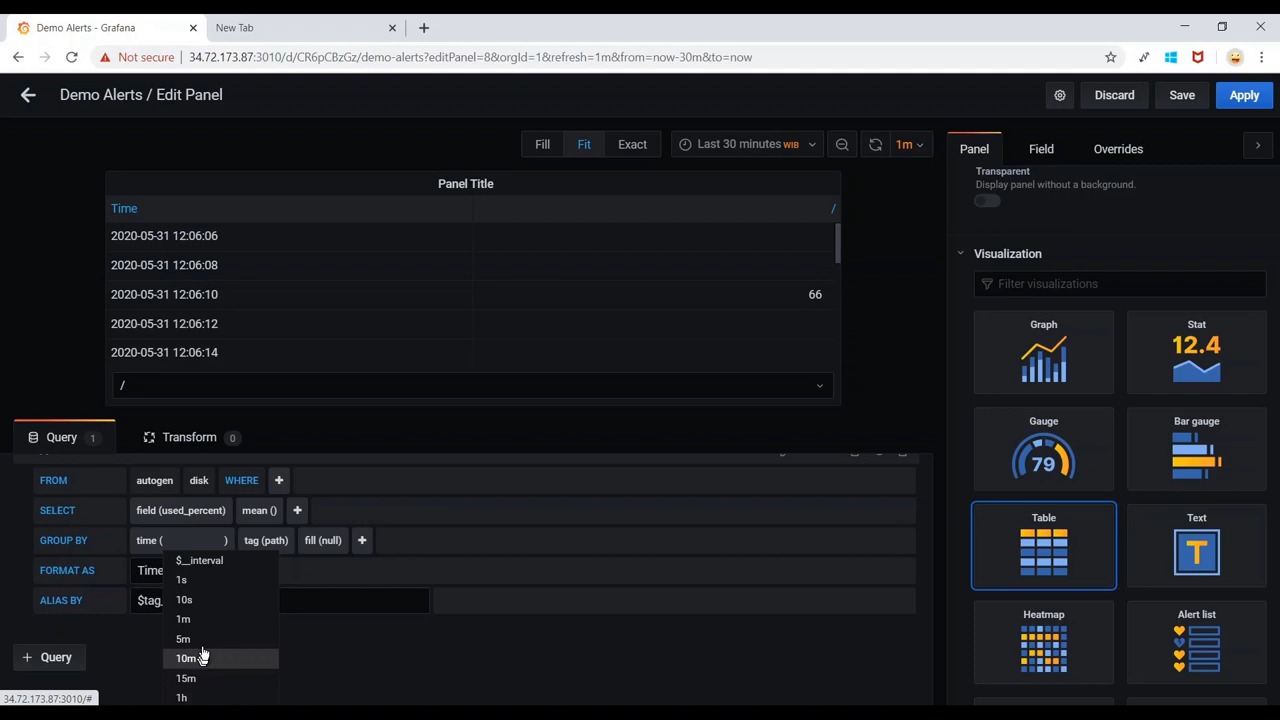 Demo Alerts - Grafana
New Tab
Not secure
34.72.173.87:3010/d/CR6pCBzGz/demo-alerts?editPanel=8&orgId=1&refresh=1m&from=now-30m&to=now
Demo Alerts / Edit Panel
Discard
Save
Apply
Fill
Fit
Exact
Last 30 minutes WIB
1m
Panel
Field
Overrides
Transparent
Display panel without a background.
Panel Title
Time
/
2020-05-31 12:06:06
2020-05-31 12:06:08
2020-05-31 12:06:10
66
2020-05-31 12:06:12
2020-05-31 12:06:14
/
Visualization
Filter visualizations
Graph
Stat
12.4
Gauge
79
Bar gauge
Table
Text
T
Heatmap
Alert list
Query 1
Transform 0
FROM autogen disk WHERE +
SELECT field (used_percent) mean () +
GROUP BY time ( ) tag (path) fill (null) +
FORMAT AS Time
ALIAS BY $tag_
$__interval
1s
10s
1m
5m
10m
15m
1h
+ Query
34.72.173.87:3010/#